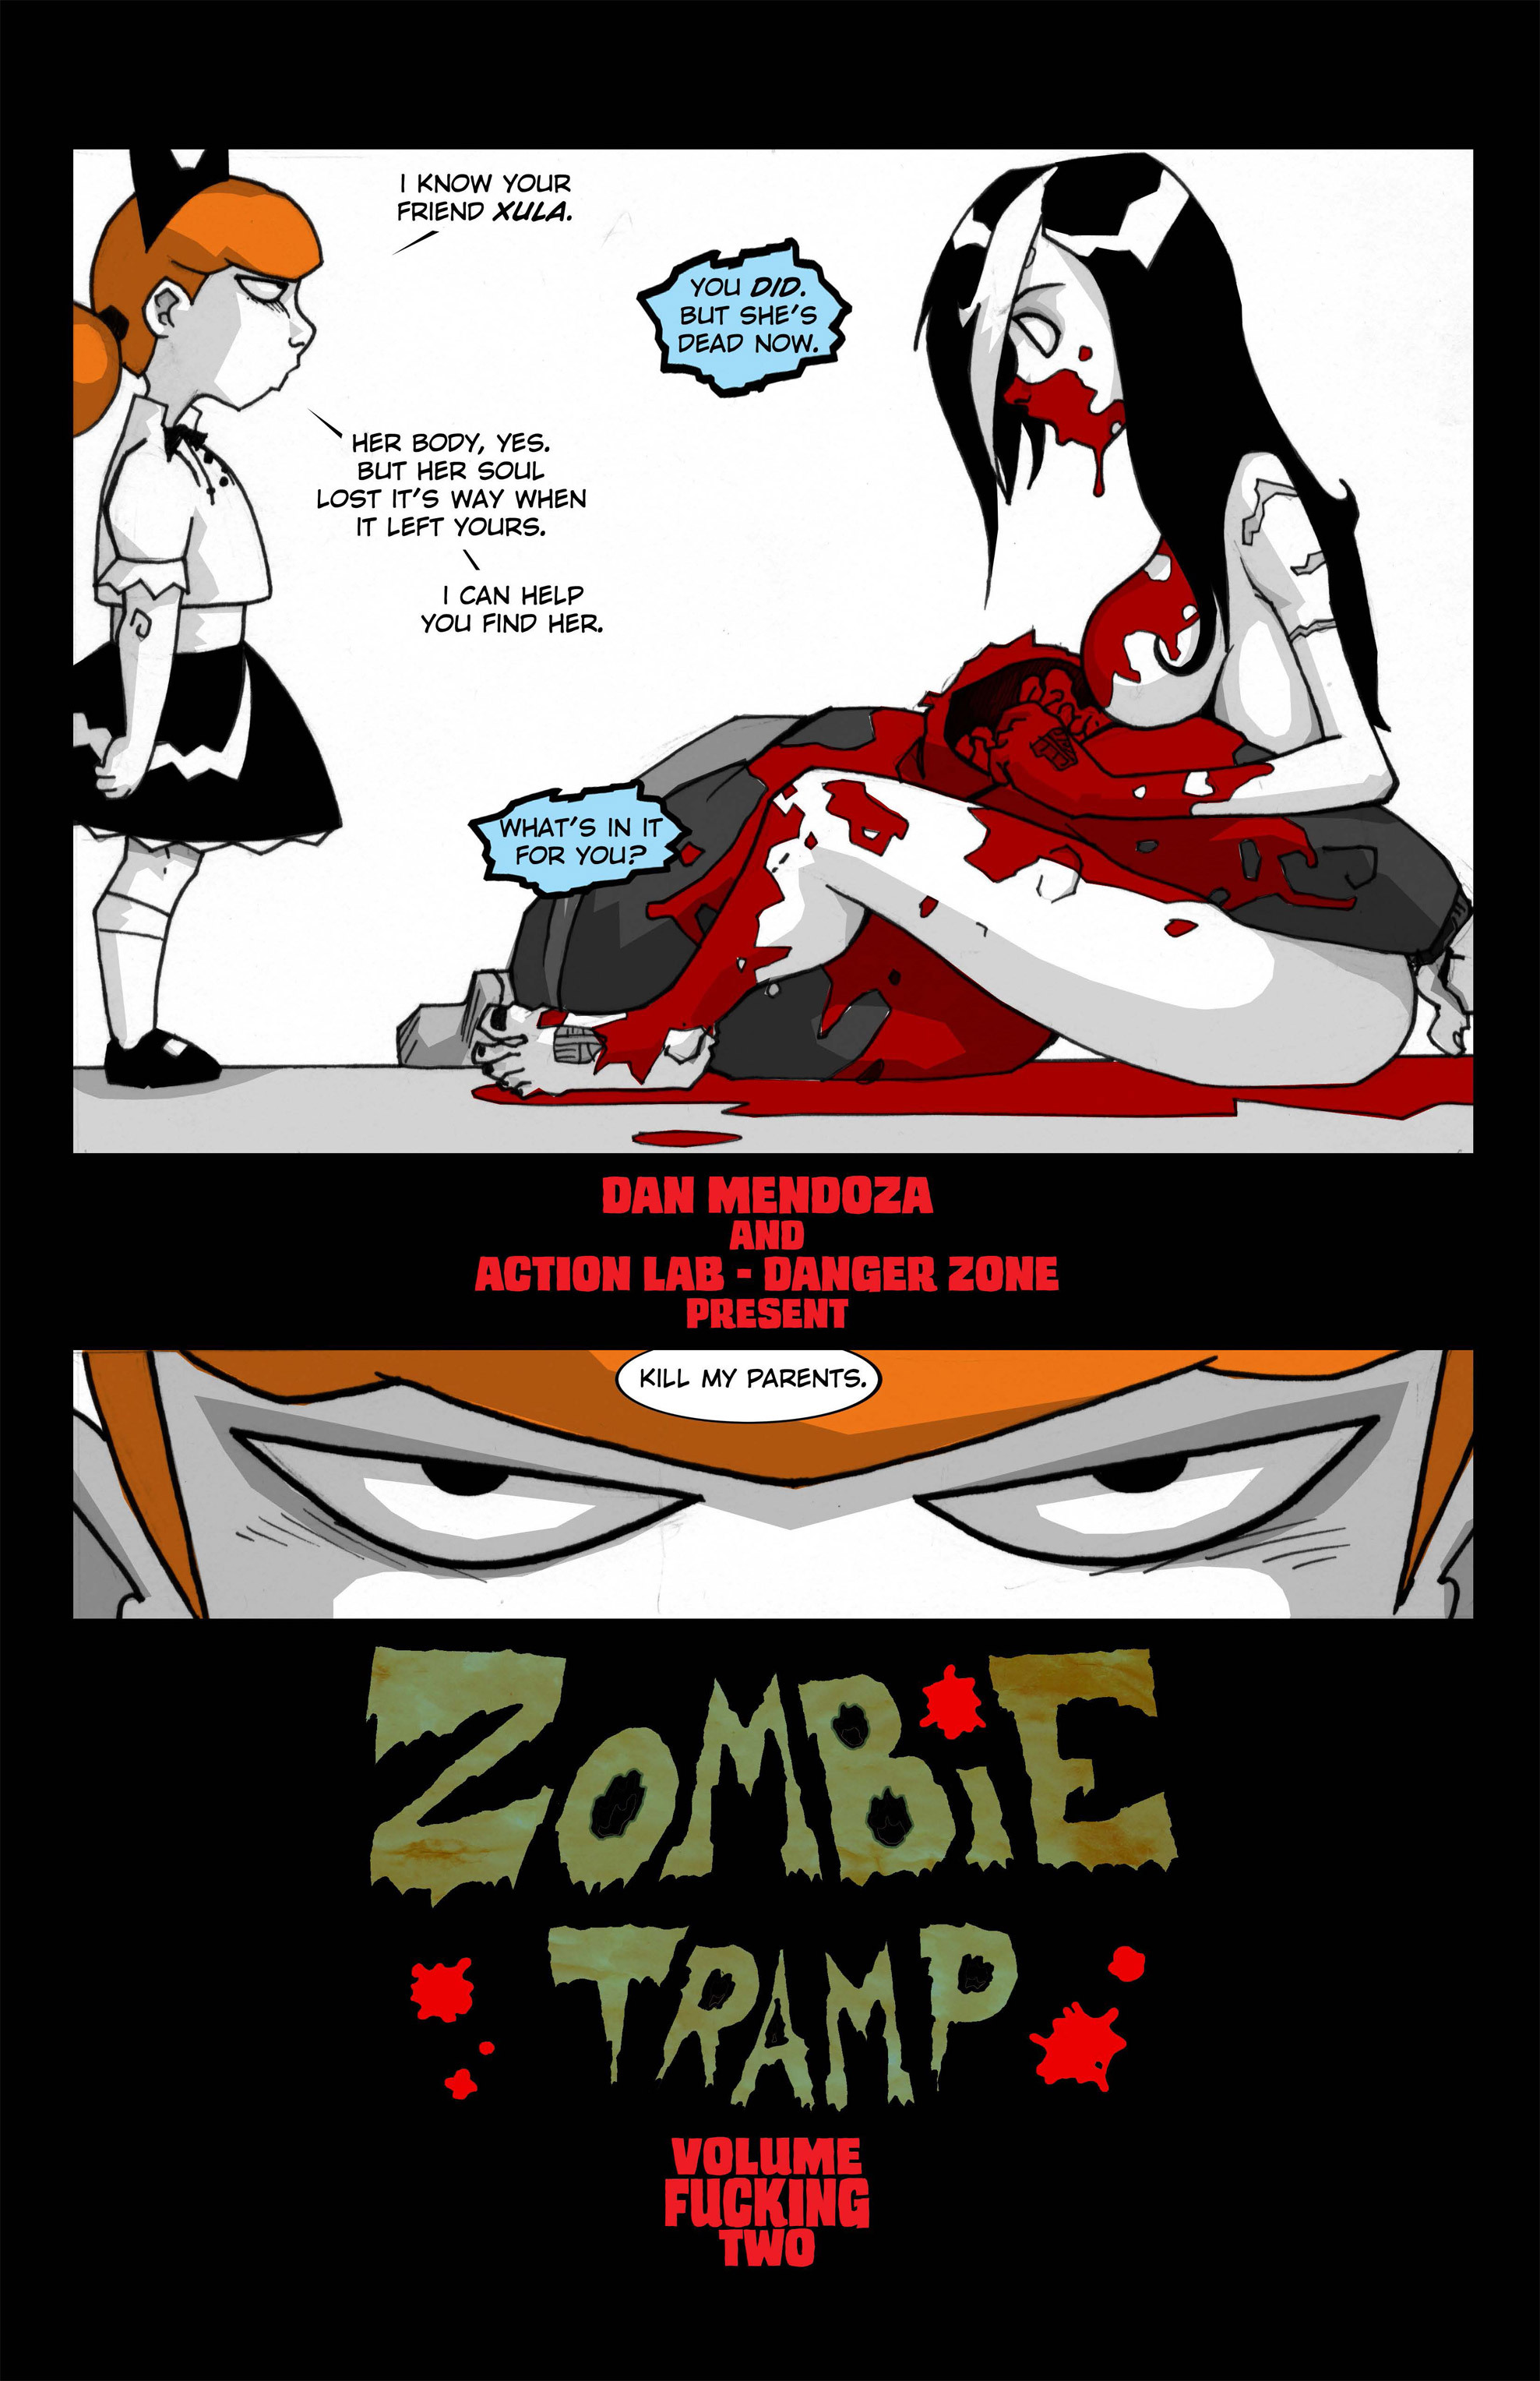 I KNOW YOUR
FRIEND XULA.
YOU DID.
BUT SHE'S
DEAD NOW.
HER BODY, YES.
BUT HER SOUL
LOST IT'S WAY WHEN
IT LEFT YOURS.
I CAN HELP
YOU FIND HER.
WHAT'S IN IT
FOR YOU?
DAN MENDOZA
AND
ACTION LAB - DANGER ZONE
PRESENT
KILL MY PARENTS.
ZOMBiE
TRAMP
VOLUME
FUCKING
TWO